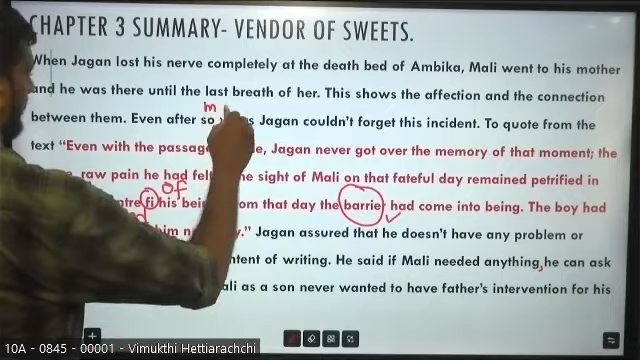 CHAPTER 3 SUMMARY- VENDOR OF SWEETS.
When Jagan lost his nerve completely at the death bed of Ambika, Mali went to his mother
and he was there until the last breath of her. This shows the affection and the connection
m
between them. Even after so Jagan couldn't forget this incident. To quote from the
text "Even with the passage Jagan never got over the memory of that moment; the
raw pain he had felt the sight of Mali on that fateful day remained petrified in
of
his being from that day the barrier had come into being. The boy had
him Jagan assured that he doesn't have any problem or
of writing. He said if Mali needed anything, he can ask
as a son never wanted to have father's intervention for his
10A - 0845 - 00001 - Vimukthi Hettiarachchi